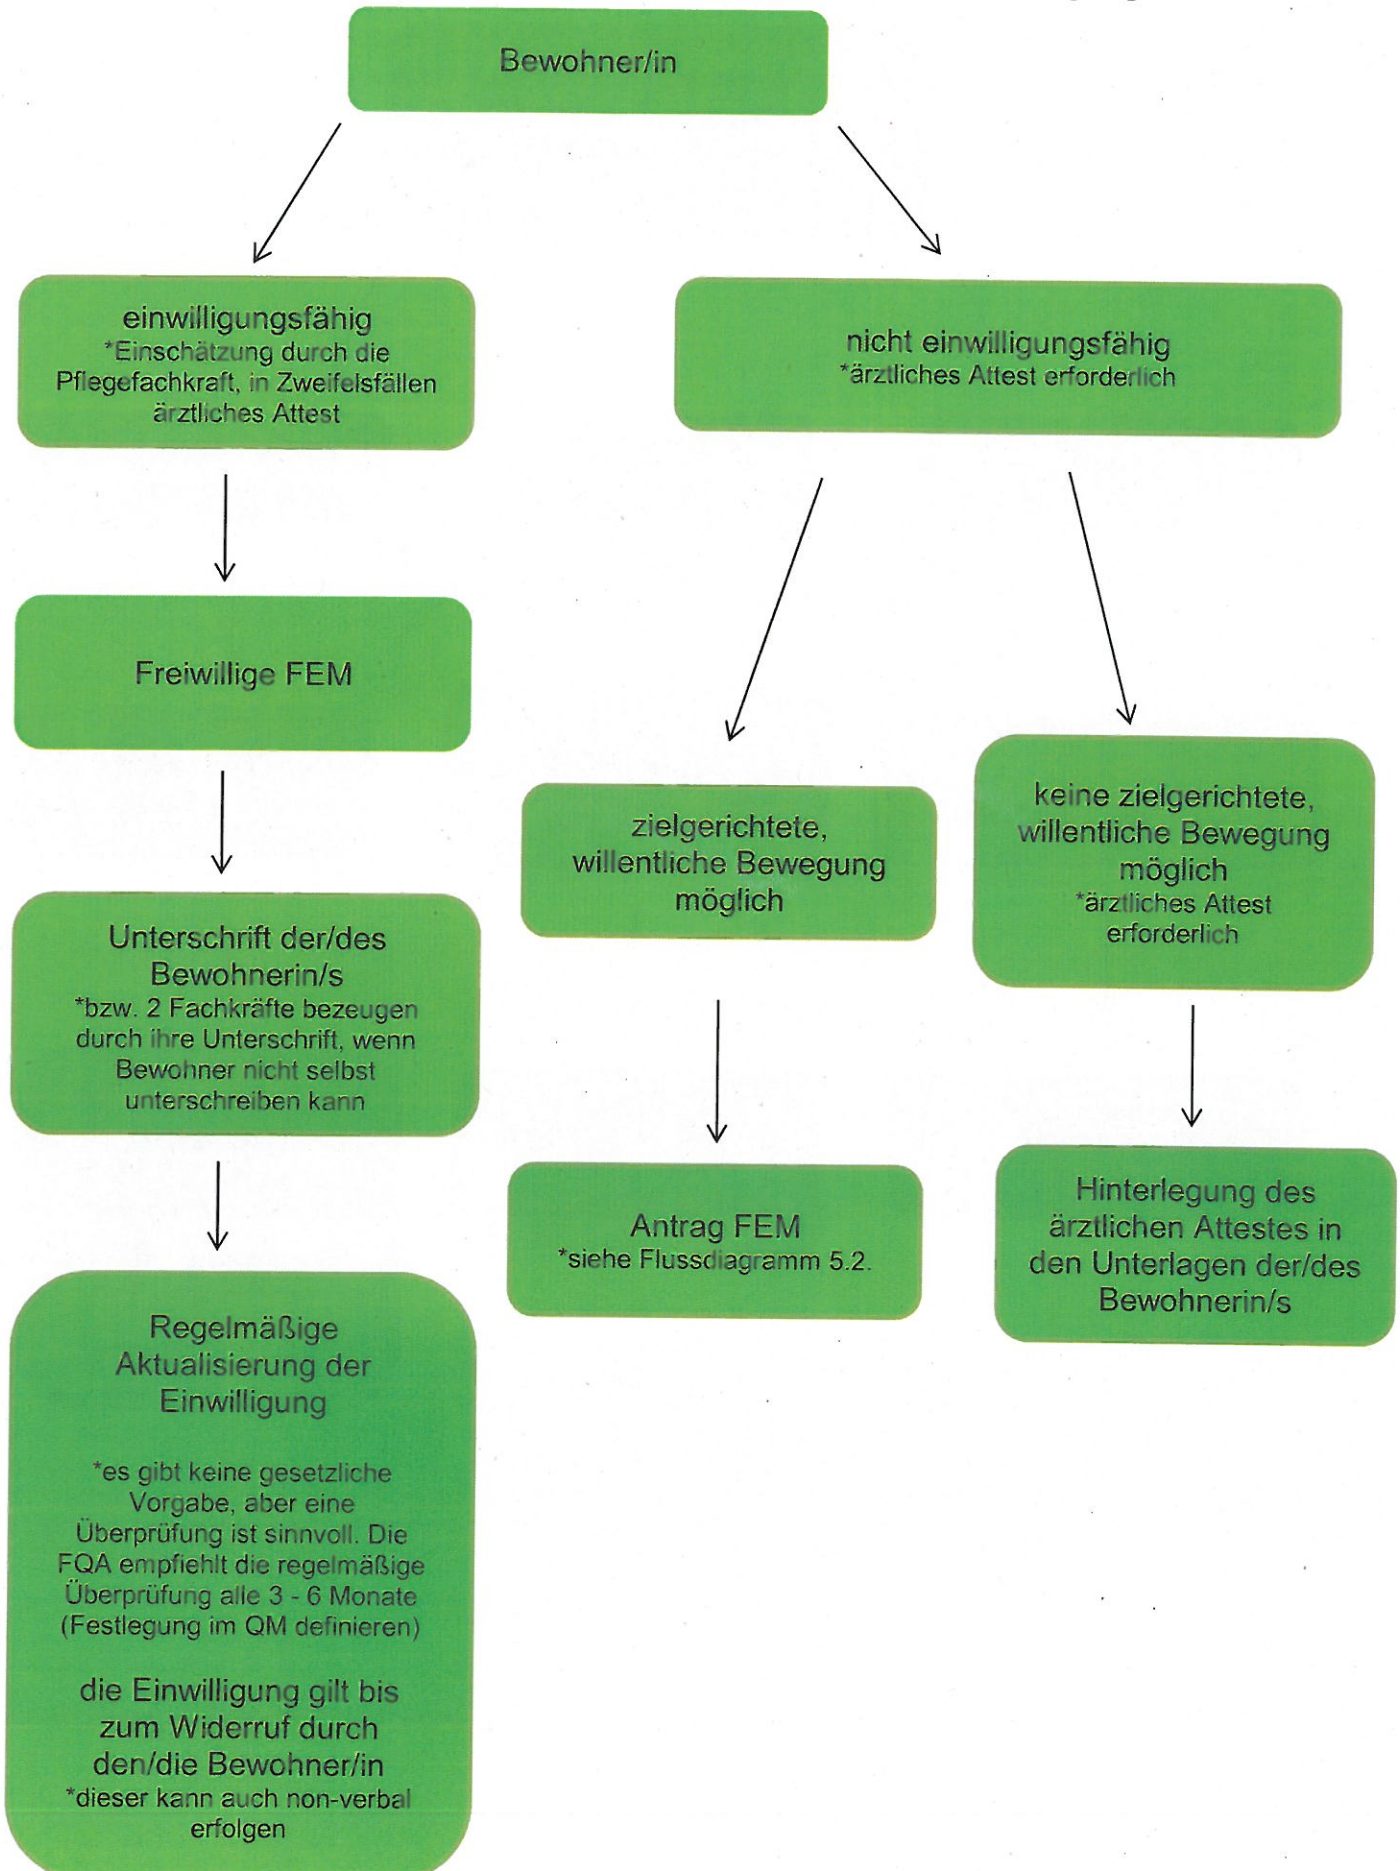 Bewohner/in
einwilligungsfähig
*Einschätzung durch die
Pflegefachkraft, in Zweifelsfällen
ärztliches Attest
nicht einwilligungsfähig
*ärztliches Attest erforderlich
Freiwillige FEM
zielgerichtete,
willentliche Bewegung
möglich
keine zielgerichtete,
willentliche Bewegung
möglich
*ärztliches Attest
erforderlich
Unterschrift der/des
Bewohnerin/s
*bzw. 2 Fachkräfte bezeugen
durch ihre Unterschrift, wenn
Bewohner nicht selbst
unterschreiben kann
Antrag FEM
*siehe Flussdiagramm 5.2.
Hinterlegung des
ärztlichen Attestes in
den Unterlagen der/des
Bewohnerin/s
Regelmäßige
Aktualisierung der
Einwilligung
*es gibt keine gesetzliche
Vorgabe, aber eine
Überprüfung ist sinnvoll. Die
FQA empfiehlt die regelmäßige
Überprüfung alle 3 - 6 Monate
(Festlegung im QM definieren)
die Einwilligung gilt bis
zum Widerruf durch
den/die Bewohner/in
*dieser kann auch non-verbal
erfolgen